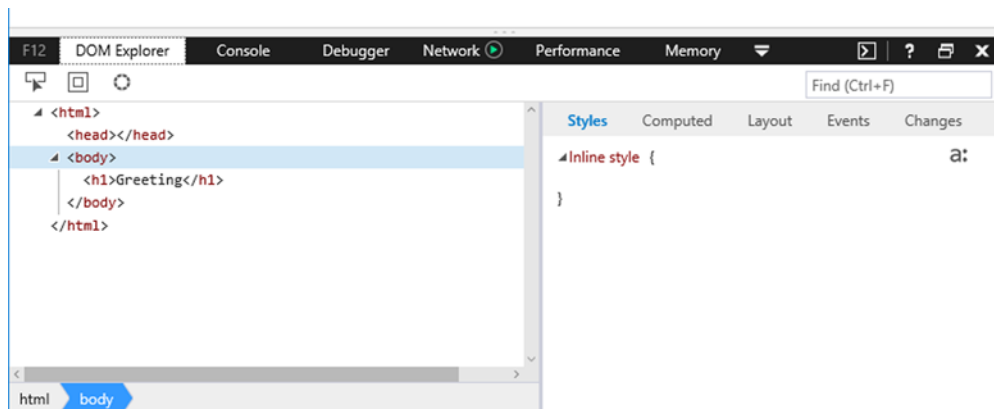 F12 DOM Explorer Console Debugger Network Performance Memory ?
Find (Ctrl+F)
<html>
<head></head>
<body>
<h1>Greeting</h1>
</body>
</html>
Styles Computed Layout Events Changes
Inline style {
a:
}
html body